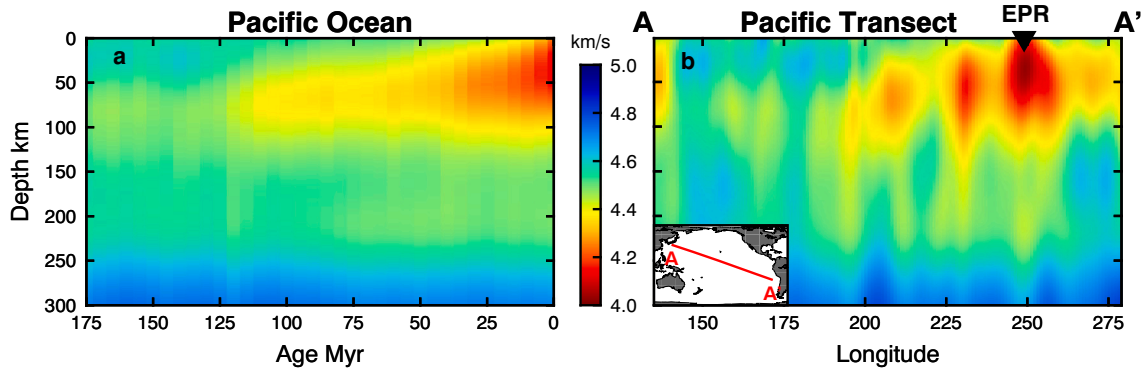 Pacific Ocean
A
Pacific Transect
EPR
A'
km/s
a
b
0
50
100
150
200
250
300
Depth km
175
150
125
100
75
50
25
0
Age Myr
5.0
4.8
4.6
4.4
4.2
4.0
A
A'
150
175
200
225
250
275
Longitude